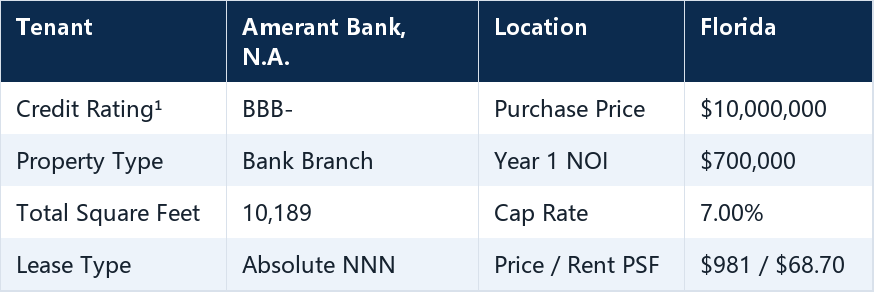 Tenant Amerant Bank, N.A. Location Florida
Credit Rating¹ BBB- Purchase Price $10,000,000
Property Type Bank Branch Year 1 NOI $700,000
Total Square Feet 10,189 Cap Rate 7.00%
Lease Type Absolute NNN Price / Rent PSF $981 / $68.70